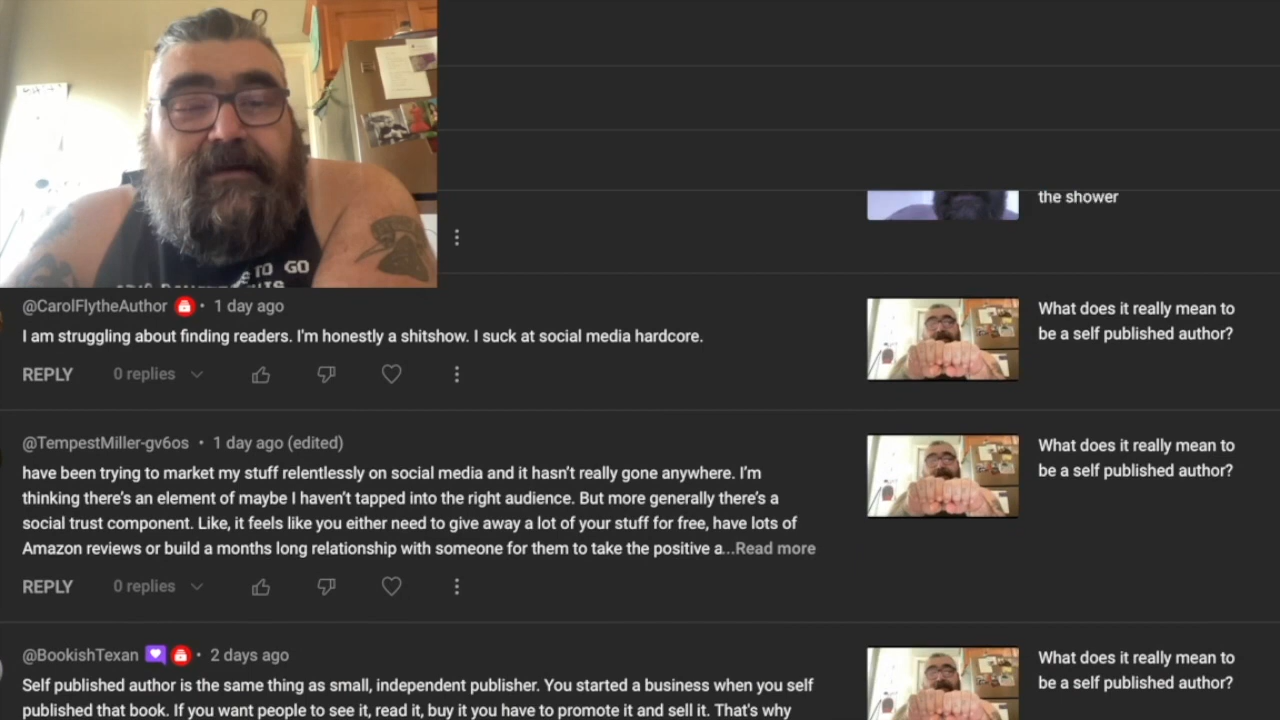 TO GO
the shower
@CarolFlytheAuthor • 1 day ago
I am struggling about finding readers. I'm honestly a shitshow. I suck at social media hardcore.
REPLY 0 replies
What does it really mean to
be a self published author?
@TempestMiller-gv6os • 1 day ago (edited)
have been trying to market my stuff relentlessly on social media and it hasn't really gone anywhere. I'm
thinking there's an element of maybe I haven't tapped into the right audience. But more generally there's a
social trust component. Like, it feels like you either need to give away a lot of your stuff for free, have lots of
Amazon reviews or build a months long relationship with someone for them to take the positive a...Read more
REPLY 0 replies
What does it really mean to
be a self published author?
@BookishTexan • 2 days ago
Self published author is the same thing as small, independent publisher. You started a business when you self
published that book. If you want people to see it, read it, buy it you have to promote it and sell it. That's why
What does it really mean to
be a self published author?